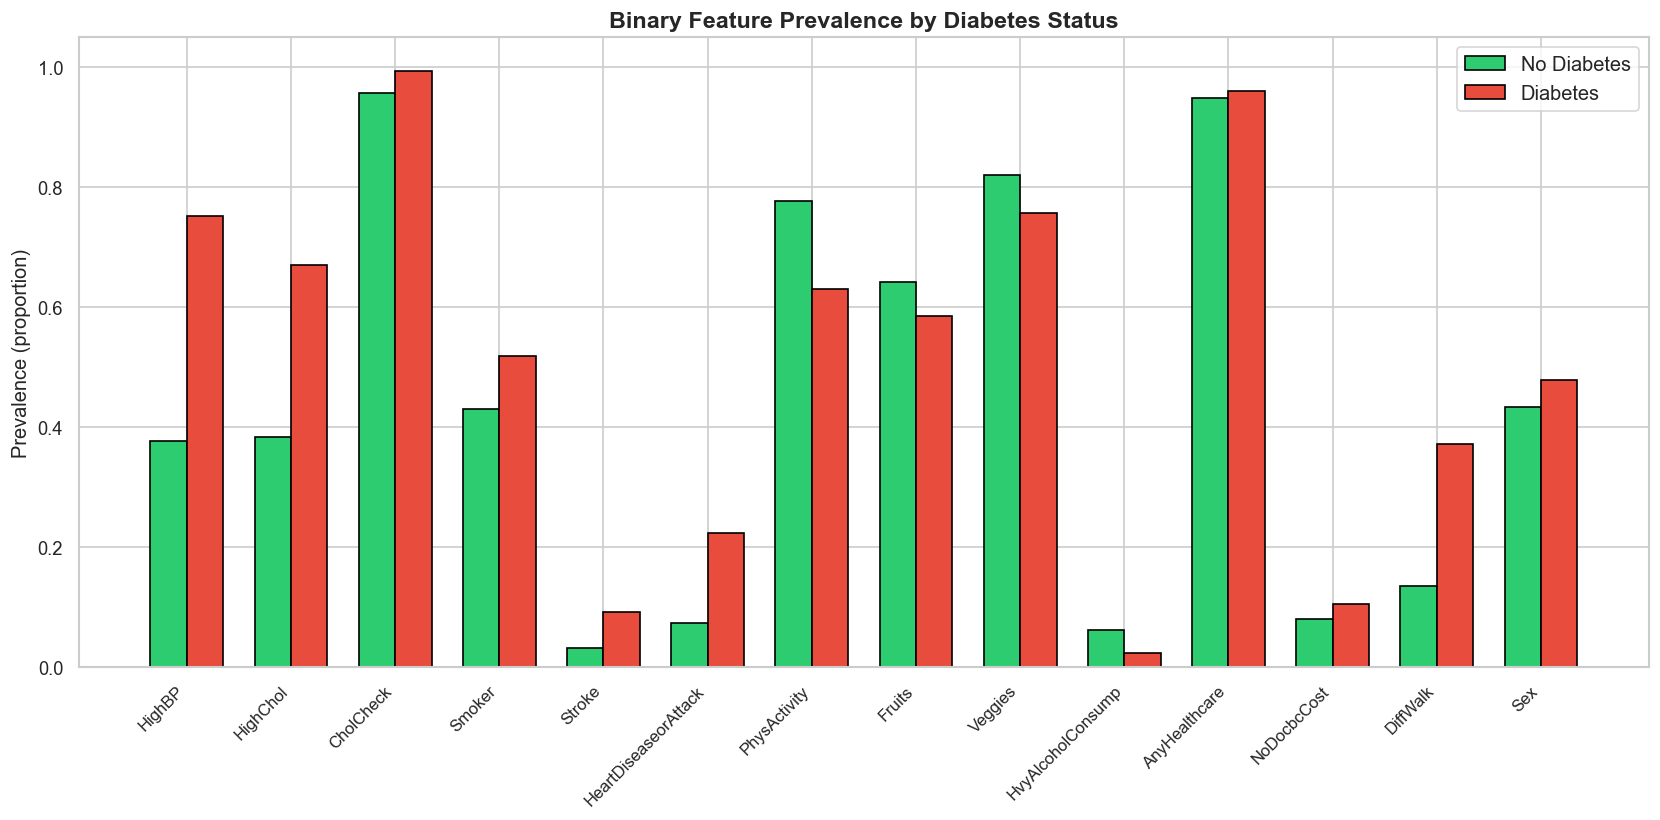 Binary Feature Prevalence by Diabetes Status
No Diabetes
Diabetes
Prevalence (proportion)
1.0
0.8
0.6
0.4
0.2
0.0
HighBP
HighChol
CholCheck
Smoker
Stroke
HeartDiseaseorAttack
PhysActivity
Fruits
Veggies
HvyAlcoholConsump
AnyHealthcare
NoDocbcCost
DiffWalk
Sex